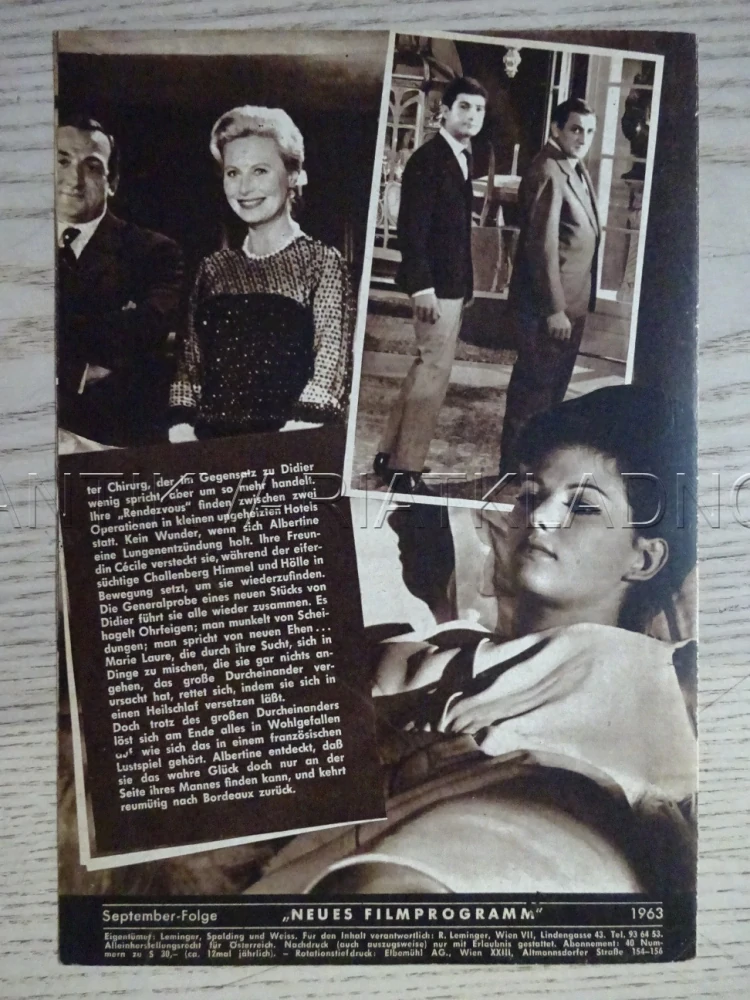 ter Chirurg, der im Gegensatz zu Didier
wenig spricht, aber um so mehr handelt.
Ihre „Rendezvous" finden zwischen zwei
Operationen in kleinen ungeheizten Hotels
statt. Kein Wunder, wenn sich Albertine
eine Lungenentzündung holt. Ihre Freun-
din Cécile versteckt sie, während der eifer-
süchtige Challenberg Himmel und Hölle in
Bewegung setzt, um sie wiederzufinden.
Die Generalprobe eines neuen Stückes von
Didier führt sie alle wieder zusammen. Es
hagelt Ohrfeigen; man munkelt von Schei-
dungen; man spricht von neuen Ehen...
Marie Laure, die durch ihre Sucht, sich in
Dinge zu mischen, die sie gar nichts an-
gehen, das große Durcheinander ver-
ursacht hat, rettet sich, indem sie sich in
einen Heilschlaf versetzen läßt.
Doch trotz des großen Durcheinanders
löst sich am Ende alles in Wohlgefallen
auf wie sich das in einem französischen
Lustspiel gehört. Albertine entdeckt, daß
sie das wahre Glück doch nur an der
Seite ihres Mannes finden kann, und kehrt
reumütig nach Bordeaux zurück.
ANTIKVARIATKLADNO
September-Folge „NEUES FILMPROGRAMM" 1963
Eigentümer: Leminger, Spalding und Weiss. Für den Inhalt verantwortlich: R. Leminger, Wien VII, Lindengasse 43. Tel. 93 64 53.
Alleinherstellungsrecht für Österreich. Nachdruck (auch auszugsweise) nur mit Erlaubnis gestattet. Abonnement: 40 Num-
mern zu S 30,– (ca. 12mal jährlich). – Rotationstiefdruck: Elbemühl AG., Wien XXIII, Altmannsdorfer Straße 154–156